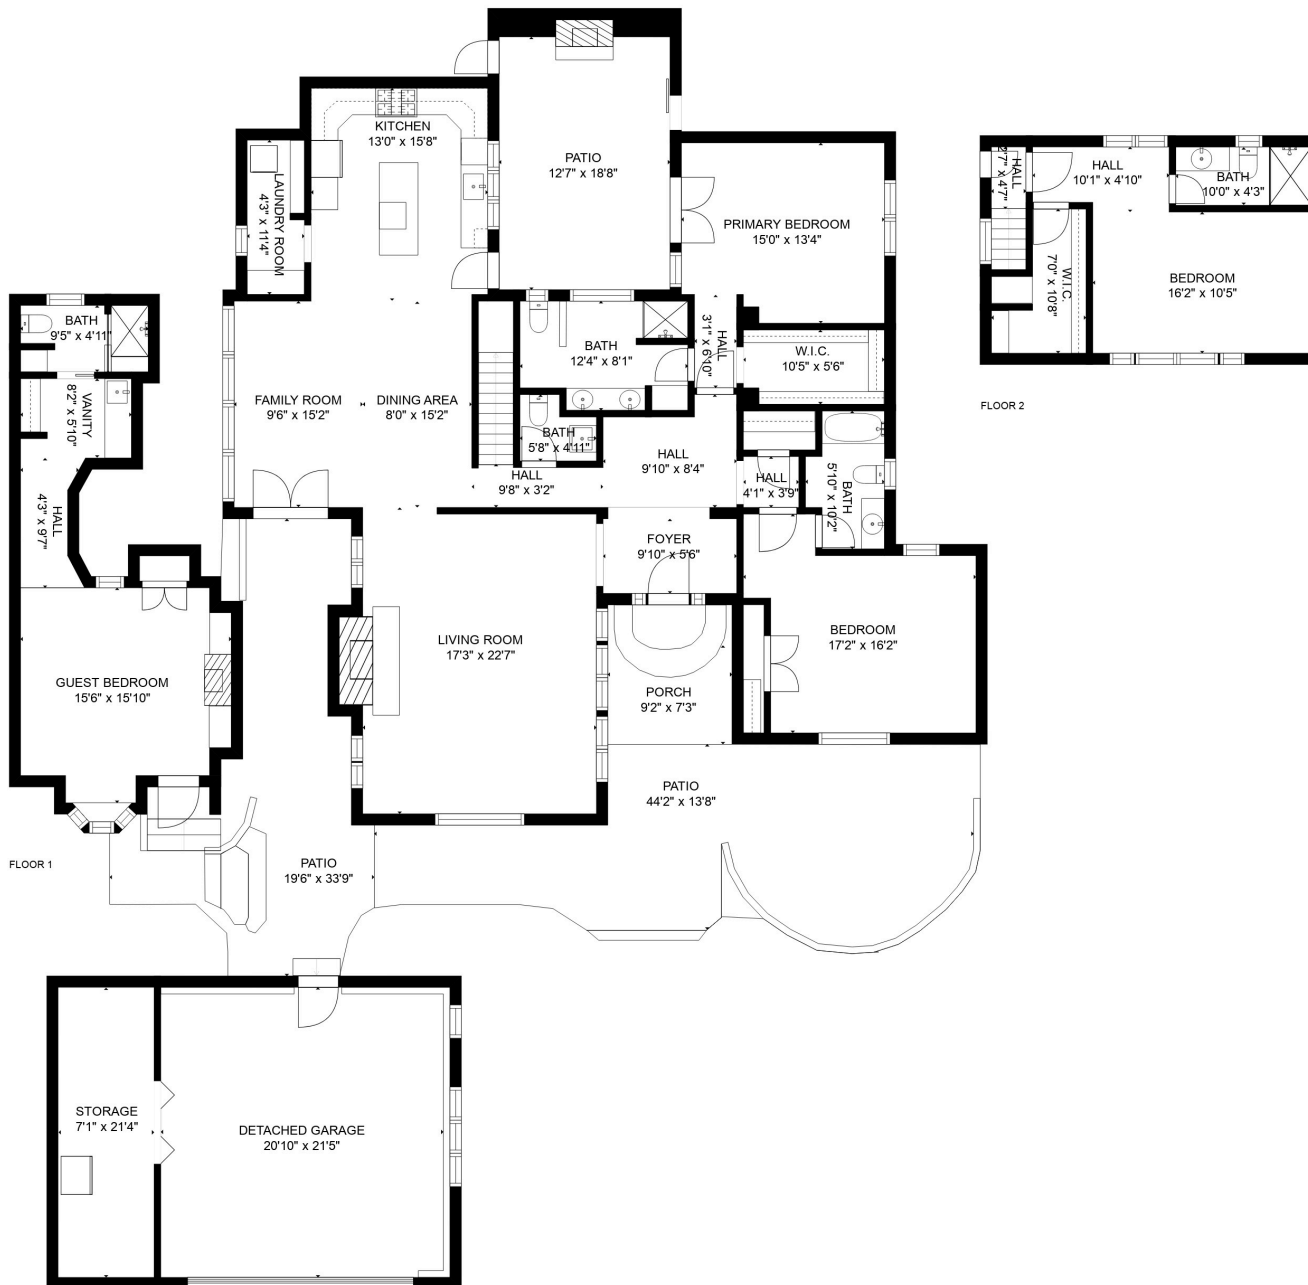 KITCHEN
13'0" x 15'8"
PATIO
12'7" x 18'8"
LAUNDRY ROOM
4'3" x 11'4"
PRIMARY BEDROOM
15'0" x 13'4"
BATH
9'5" x 4'11"
VANITY
8'2" x 5'10"
HALL
4'3" x 9'7"
FAMILY ROOM
9'6" x 15'2"
DINING AREA
8'0" x 15'2"
BATH
12'4" x 8'1"
HALL
3'1" x 6'10"
W.I.C.
10'5" x 5'6"
BATH
5'8" x 4'11"
HALL
9'8" x 3'2"
HALL
9'10" x 8'4"
HALL
4'1" x 3'9"
BATH
5'10" x 10'2"
FOYER
9'10" x 5'6"
LIVING ROOM
17'3" x 22'7"
BEDROOM
17'2" x 16'2"
GUEST BEDROOM
15'6" x 15'10"
PORCH
9'2" x 7'3"
PATIO
44'2" x 13'8"
PATIO
19'6" x 33'9"
FLOOR 1
STORAGE
7'1" x 21'4"
DETACHED GARAGE
20'10" x 21'5"
HALL
2'7" x 4'7"
HALL
10'1" x 4'10"
BATH
10'0" x 4'3"
W.I.C.
7'0" x 10'8"
BEDROOM
16'2" x 10'5"
FLOOR 2